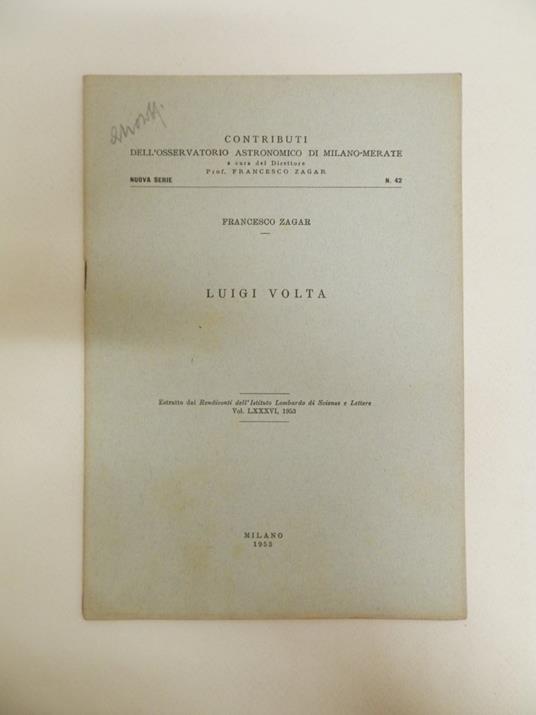 CONTRIBUTI
DELL'OSSERVATORIO ASTRONOMICO DI MILANO-MERATE
a cura del Direttore
Prof. FRANCESCO ZAGAR
NUOVA SERIE N. 42
FRANCESCO ZAGAR
LUIGI VOLTA
Estratto dai Rendiconti dell'Istituto Lombardo di Scienze e Lettere
Vol. LXXXVI, 1953
MILANO
1953